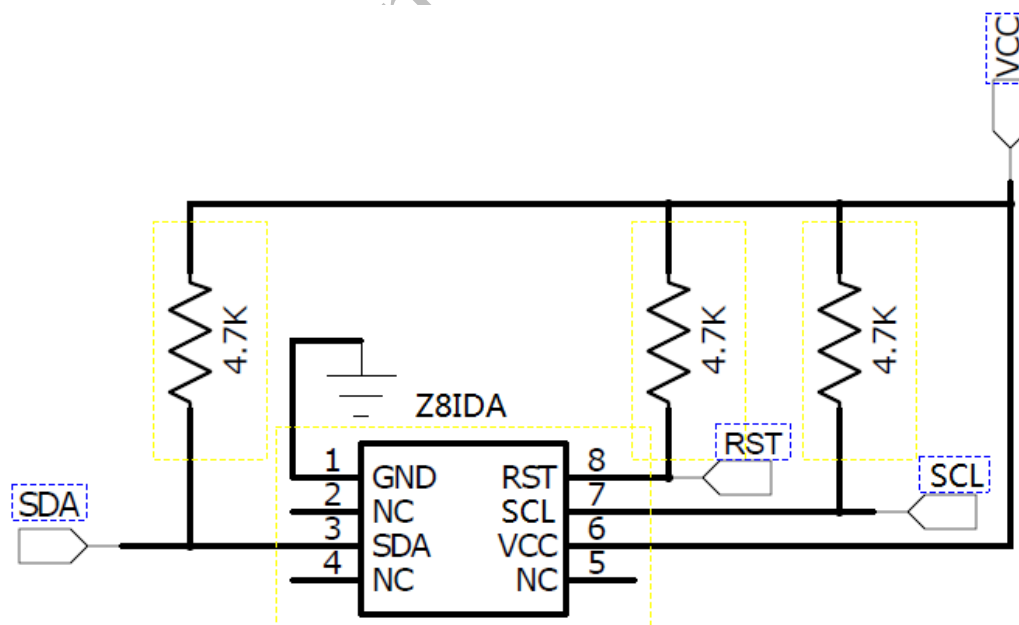 VCC
4.7K
4.7K
4.7K
Z8IDA
RST
SCL
SDA
1 GND RST 8
2 NC SCL 7
3 SDA VCC 6
4 NC NC 5